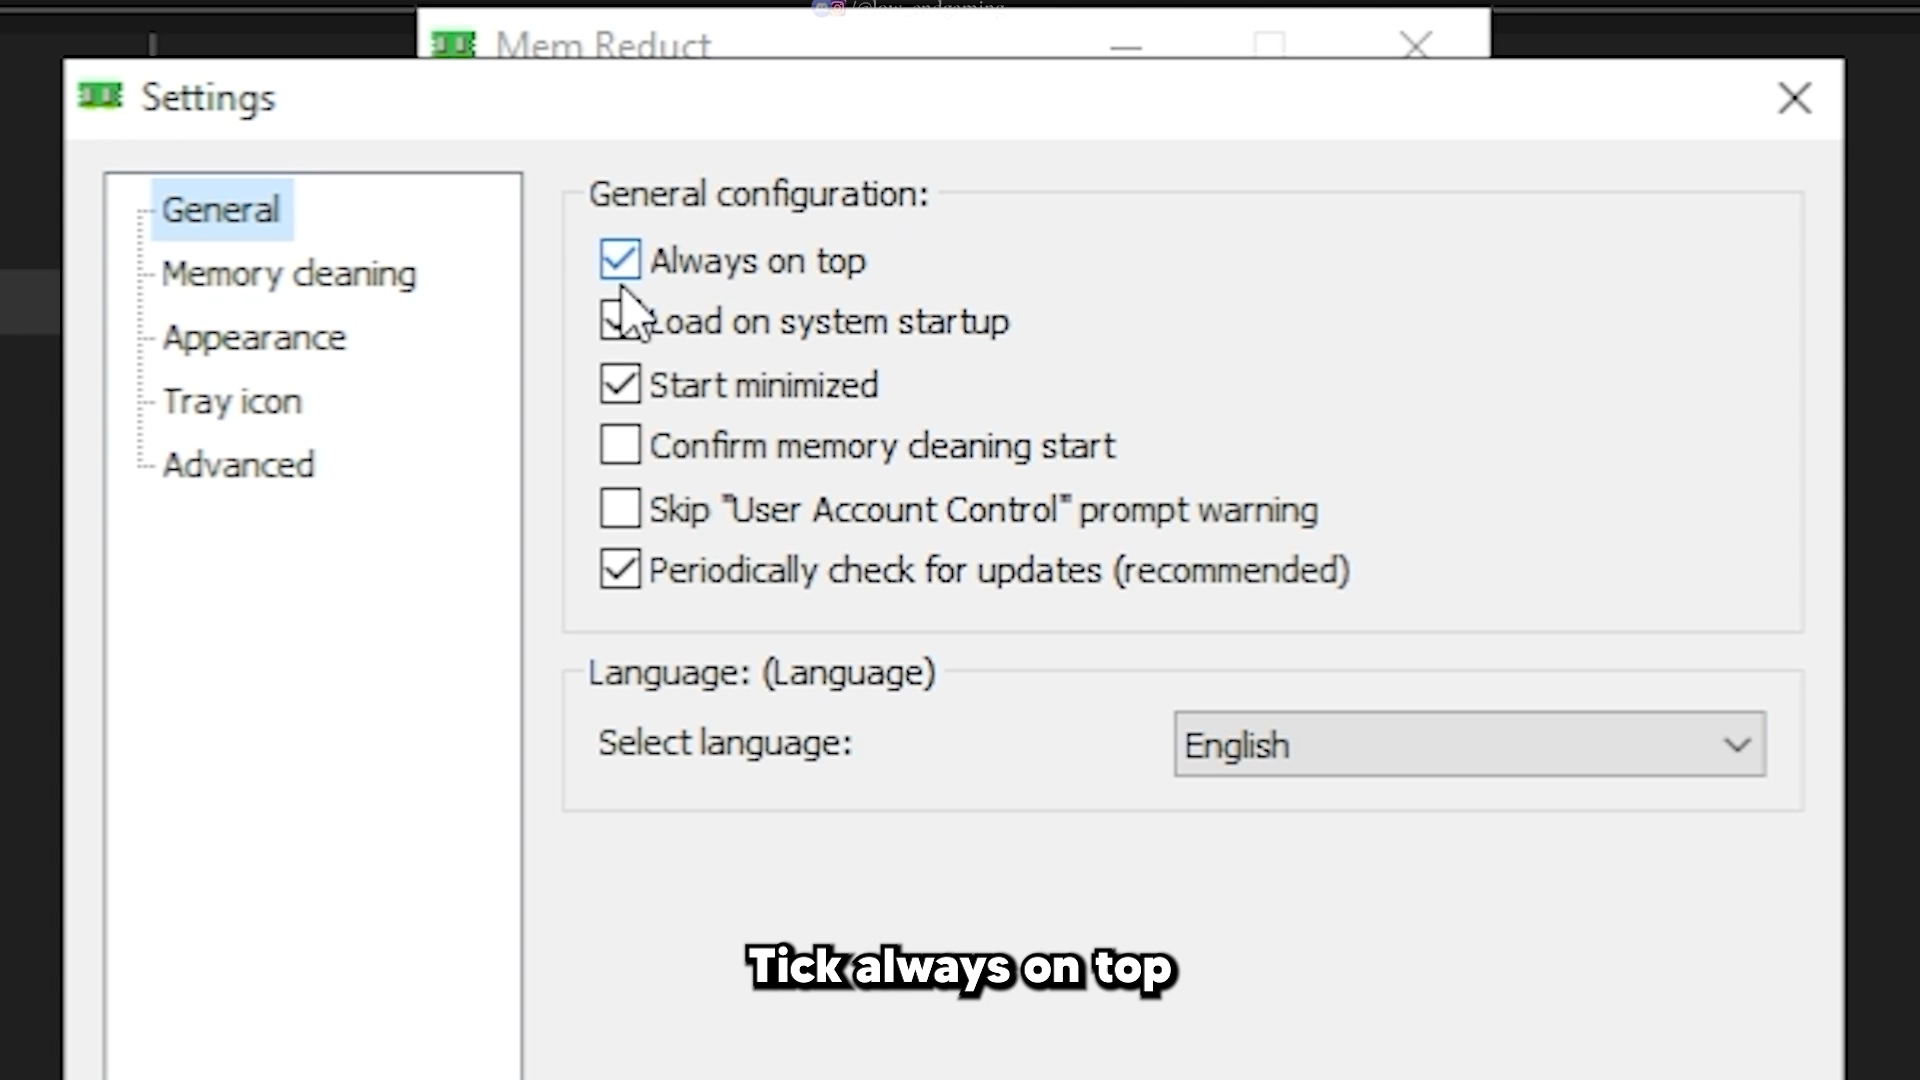 /@low_endgaming
Mem Reduct
Settings
General
Memory cleaning
Appearance
Tray icon
Advanced
General configuration:
Always on top
Load on system startup
Start minimized
Confirm memory cleaning start
Skip "User Account Control" prompt warning
Periodically check for updates (recommended)
Language: (Language)
Select language:
English
Tick always on top